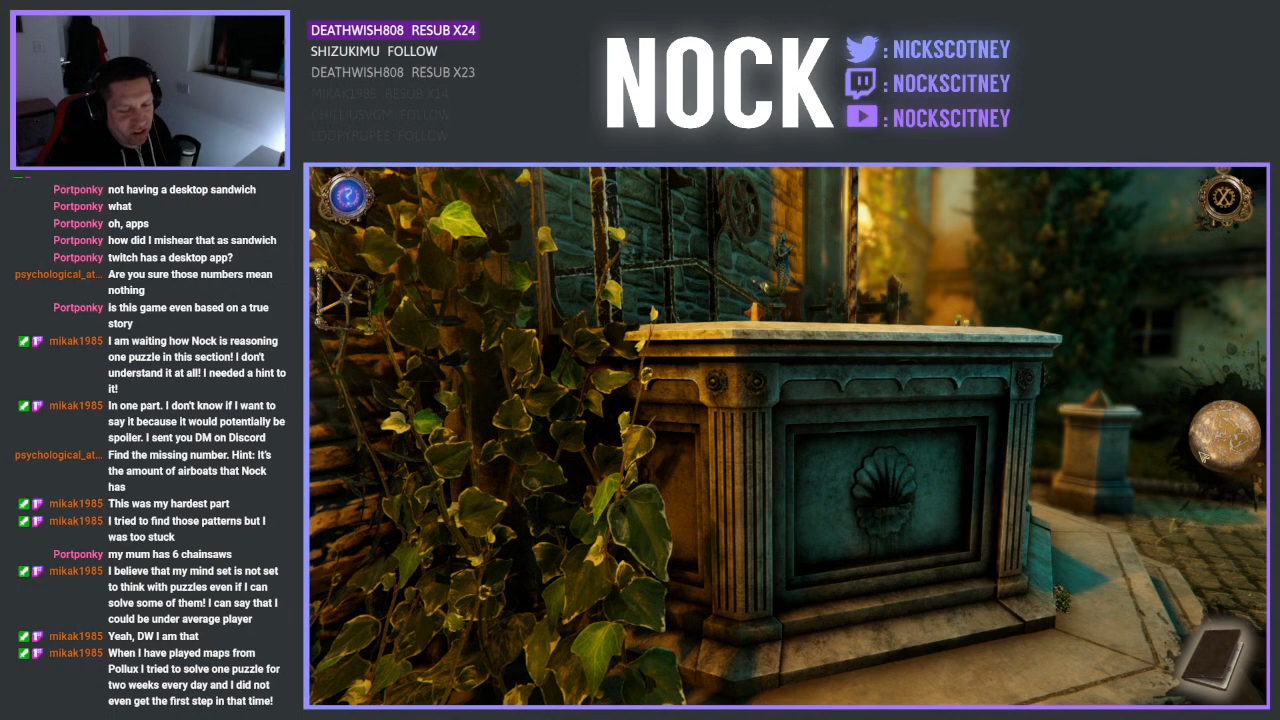 DEATHWISH808 RESUB X24
SHIZUKIMU FOLLOW
DEATHWISH808 RESUB X23
MIKAK1985 RESUB X14
CHILLIUSVGM FOLLOW
LOOPYRUPEE FOLLOW
NOCK
: NICKSCOTNEY
: NOCKSCITNEY
: NOCKSCITNEY
Portponky not having a desktop sandwich
Portponky what
Portponky oh, apps
Portponky how did I mishear that as sandwich
Portponky twitch has a desktop app?
psychological_at... Are you sure those numbers mean
nothing
Portponky Is this game even based on a true
story
mikak1985 I am waiting how Nock is reasoning
one puzzle in this section! I don't
understand it at all! I needed a hint to
it!
mikak1985 In one part. I don't know if I want to
say it because it would potentially be
spoiler. I sent you DM on Discord
psychological_at... Find the missing number. Hint: It's
the amount of airboats that Nock
has
mikak1985 This was my hardest part
mikak1985 I tried to find those patterns but I
was too stuck
Portponky my mum has 6 chainsaws
mikak1985 I believe that my mind set is not set
to think with puzzles even if I can
solve some of them! I can say that I
could be under average player
mikak1985 Yeah, DW I am that
mikak1985 When I have played maps from
Pollux I tried to solve one puzzle for
two weeks every day and I did not
even get the first step in that time!